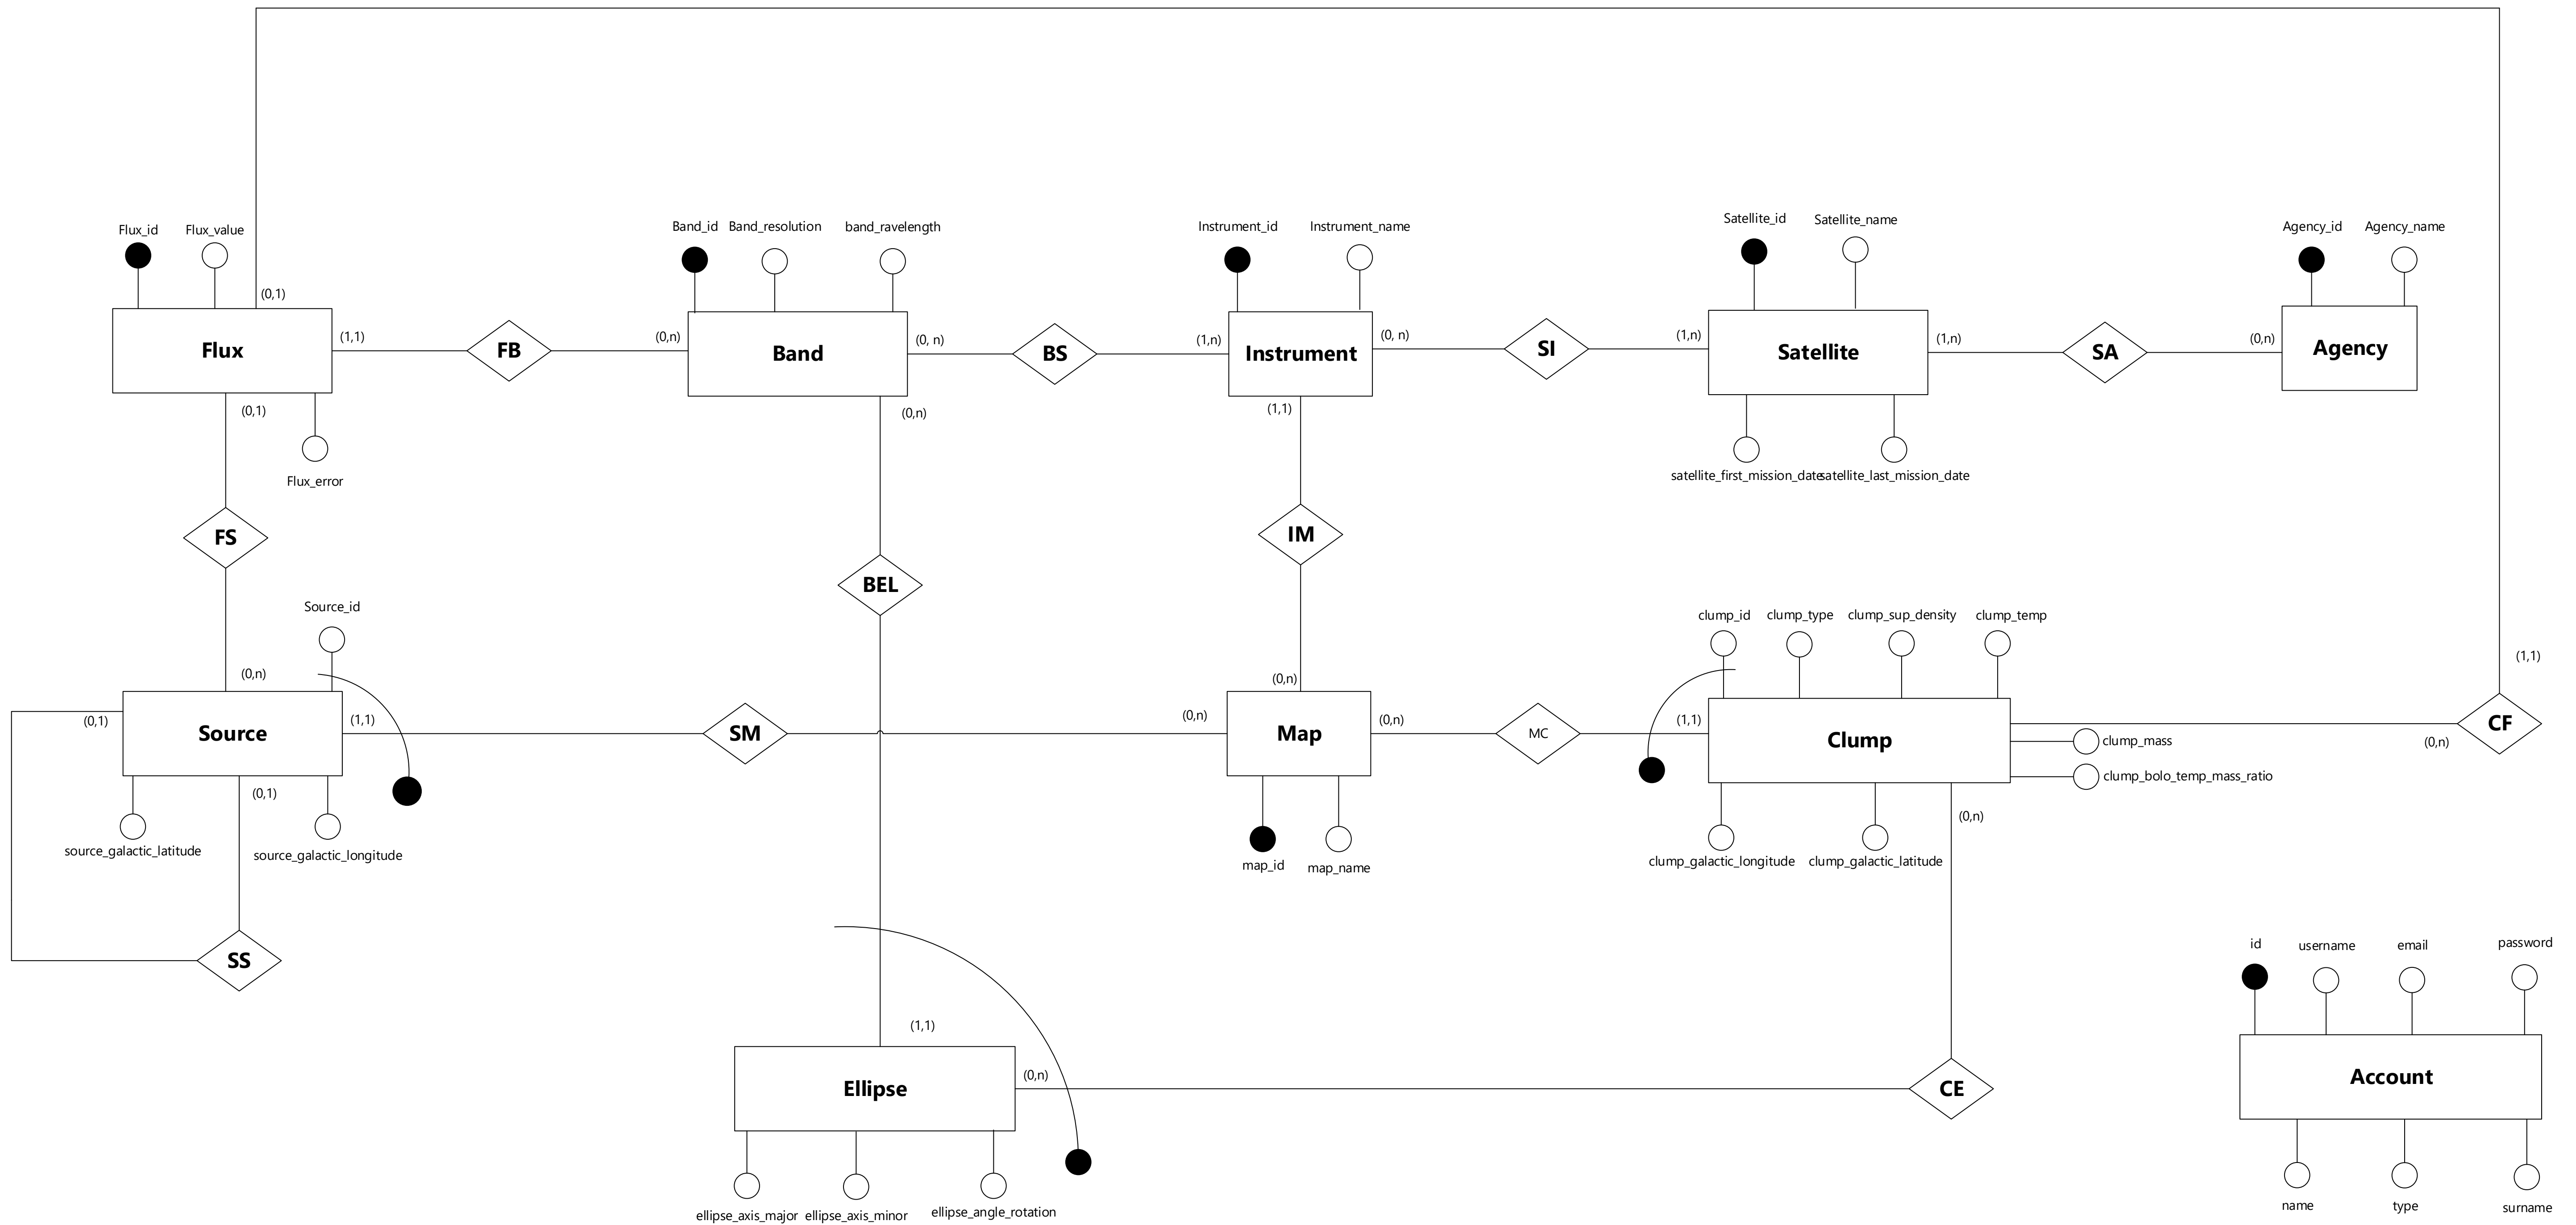 Satellite_id
Satellite_name
Flux_id
Flux_value
Band_id
Band_resolution
band_ravelength
Instrument_id
Instrument_name
Agency_id
Agency_name
(0,1)
Flux
(1,1)
FB
(0,n)
Band
(0, n)
BS
(1,n)
Instrument
(0, n)
SI
(1,n)
Satellite
(1,n)
SA
(0,n)
Agency
(0,1)
(0,n)
(1,1)
Flux_error
satellite_first_mission_date
satellite_last_mission_date
FS
IM
BEL
Source_id
clump_id
clump_type
clump_sup_density
clump_temp
(1,1)
(0,n)
(0,n)
(0,1)
Source
(1,1)
SM
(0,n)
Map
(0,n)
MC
(1,1)
Clump
(0,n)
CF
clump_mass
clump_bolo_temp_mass_ratio
(0,1)
(0,n)
source_galactic_latitude
source_galactic_longitude
map_id
map_name
clump_galactic_longitude
clump_galactic_latitude
SS
id
username
email
password
(1,1)
Ellipse
(0,n)
CE
Account
ellipse_axis_major
ellipse_axis_minor
ellipse_angle_rotation
name
type
surname